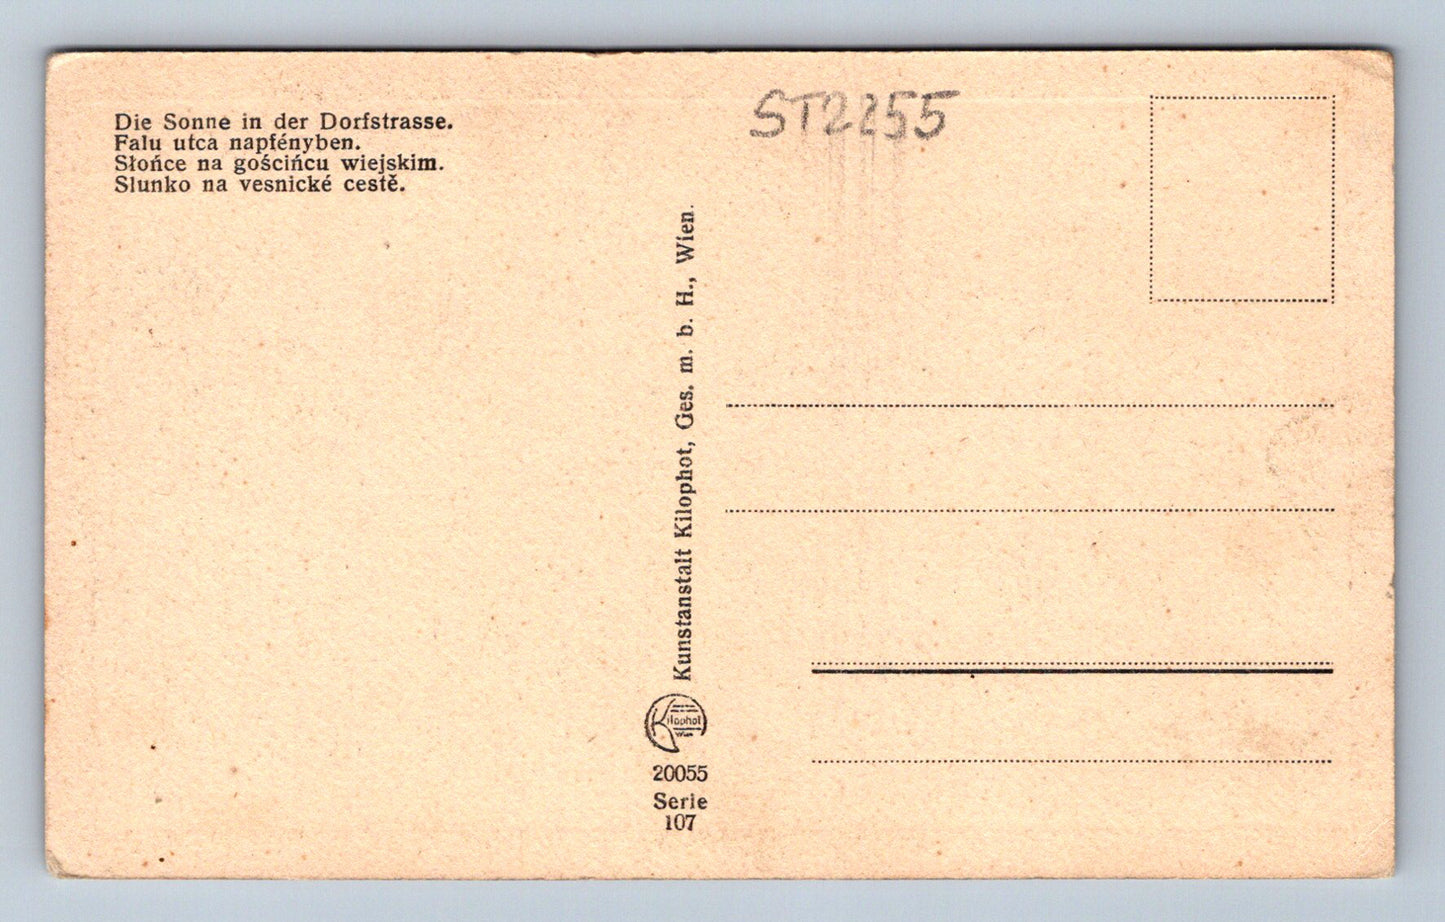 Die Sonne in der Dorfstrasse.
Falu utca napfényben.
Słońce na gościńcu wiejskim.
Slunko na vesnické cestě.
ST2255
Kunstanstalt Kilophot, Ges. m. b. H., Wien.
Kilophot
20055
Serie
107